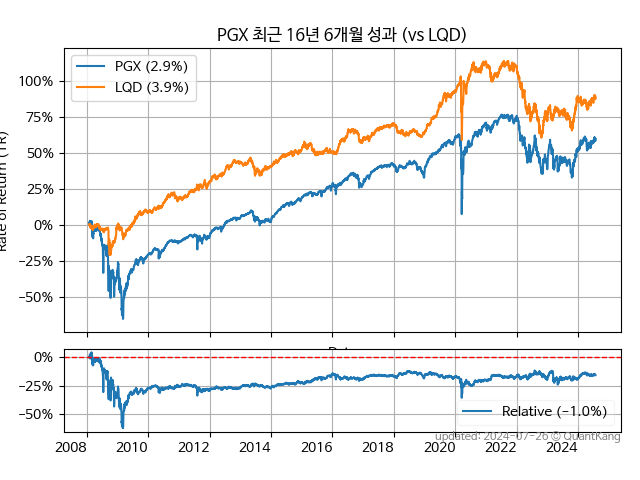 PGX 최근 16년 6개월 성과 (vs LQD)
PGX (2.9%)
LQD (3.9%)
Rate of Return (TR)
100%
75%
50%
25%
0%
−25%
−50%
0%
−25%
−50%
Relative (−1.0%)
2008 2010 2012 2014 2016 2018 2020 2022 2024
updated: 2024-07-26 © QuantKang